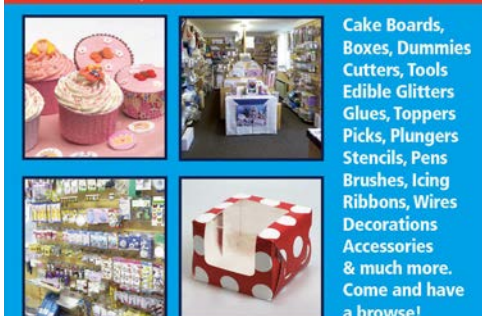 Cake Boards,
Boxes, Dummies
Cutters, Tools
Edible Glitters
Glues, Toppers
Picks, Plungers
Stencils, Pens
Brushes, Icing
Ribbons, Wires
Decorations
Accessories
& much more.
Come and have
a browse!